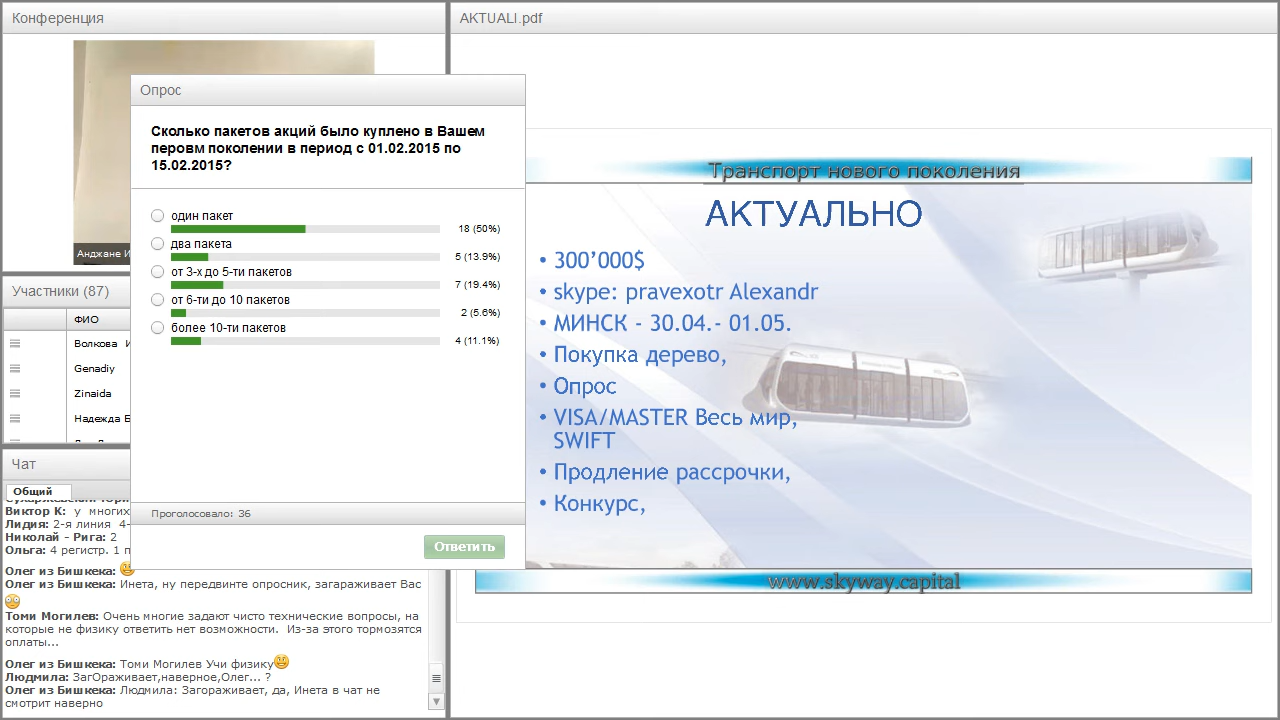 Конференция
Анджане И
Участники (87)
ФИО
Волкова И
Genadiy
Zinaida
Надежда Б
Чат
Общий
Виктор К: у многих
Лидия: 2-я линия 4-
Николай - Рига: 2
Ольга: 4 регистр. 1 п
Олег из Бишкека:
Олег из Бишкека: Инета, ну передвинте опросник, загараживает Вас
Томи Могилев: Очень многие задают чисто технические вопросы, на
которые не физику ответить нет возможности. Из-за этого тормозятся
оплаты...
Олег из Бишкека: Томи Могилев Учи физику
Людмила: ЗагОраживает,наверное,Олег... ?
Олег из Бишкека: Людмила: Загораживает, да, Инета в чат не
смотрит наверно
Опрос
Сколько пакетов акций было куплено в Вашем
перовм поколении в период с 01.02.2015 по
15.02.2015?
один пакет
18 (50%)
два пакета
5 (13.9%)
от 3-х до 5-ти пакетов
7 (19.4%)
от 6-ти до 10 пакетов
2 (5.6%)
более 10-ти пакетов
4 (11.1%)
Проголосовало: 36
Ответить
AKTUALI.pdf
Транспорт нового поколения
АКТУАЛЬНО
• 300’000$
• skype: pravexotr Alexandr
• МИНСК - 30.04.- 01.05.
• Покупка дерево,
• Опрос
• VISA/MASTER Весь мир,
SWIFT
• Продление рассрочки,
• Конкурс,
www.skyway.capital